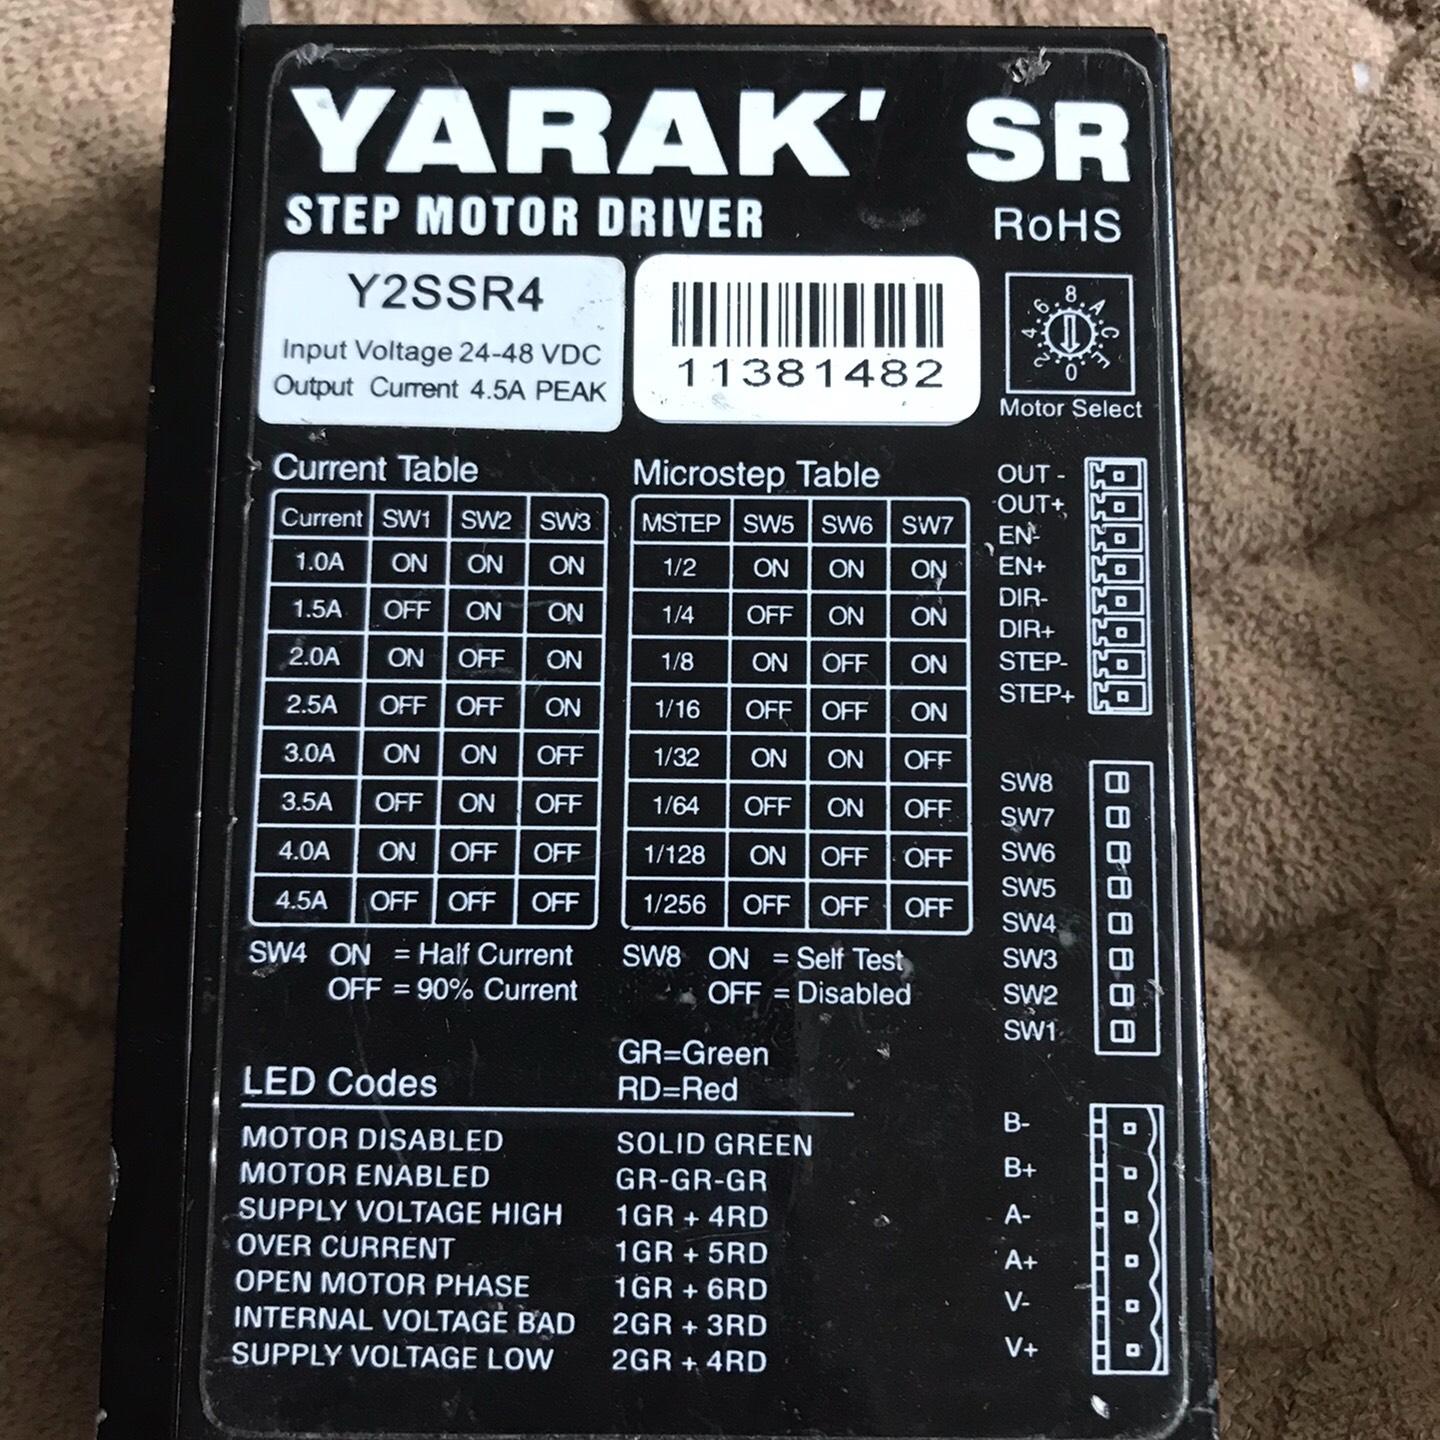 YARAK' SR
STEP MOTOR DRIVER
RoHS
Y2SSR4
Input Voltage 24-48 VDC
Output Current 4.5A PEAK
11381482
0 2 4 6 8 A C E
Motor Select
Current Table
Current SW1 SW2 SW3
1.0A ON ON ON
1.5A OFF ON ON
2.0A ON OFF ON
2.5A OFF OFF ON
3.0A ON ON OFF
3.5A OFF ON OFF
4.0A ON OFF OFF
4.5A OFF OFF OFF
SW4 ON = Half Current
OFF = 90% Current
Microstep Table
MSTEP SW5 SW6 SW7
1/2 ON ON ON
1/4 OFF ON ON
1/8 ON OFF ON
1/16 OFF OFF ON
1/32 ON ON OFF
1/64 OFF ON OFF
1/128 ON OFF OFF
1/256 OFF OFF OFF
SW8 ON = Self Test
OFF = Disabled
OUT -
OUT+
EN-
EN+
DIR-
DIR+
STEP-
STEP+
SW8
SW7
SW6
SW5
SW4
SW3
SW2
SW1
GR=Green
RD=Red
LED Codes
MOTOR DISABLED SOLID GREEN
MOTOR ENABLED GR-GR-GR
SUPPLY VOLTAGE HIGH 1GR + 4RD
OVER CURRENT 1GR + 5RD
OPEN MOTOR PHASE 1GR + 6RD
INTERNAL VOLTAGE BAD 2GR + 3RD
SUPPLY VOLTAGE LOW 2GR + 4RD
B-
B+
A-
A+
V-
V+